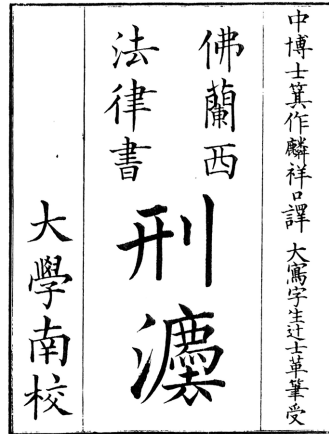 中博士箕作麟祥口譯 大寫字生辻士革筆受
佛蘭西
法律書
刑灋
大學南校